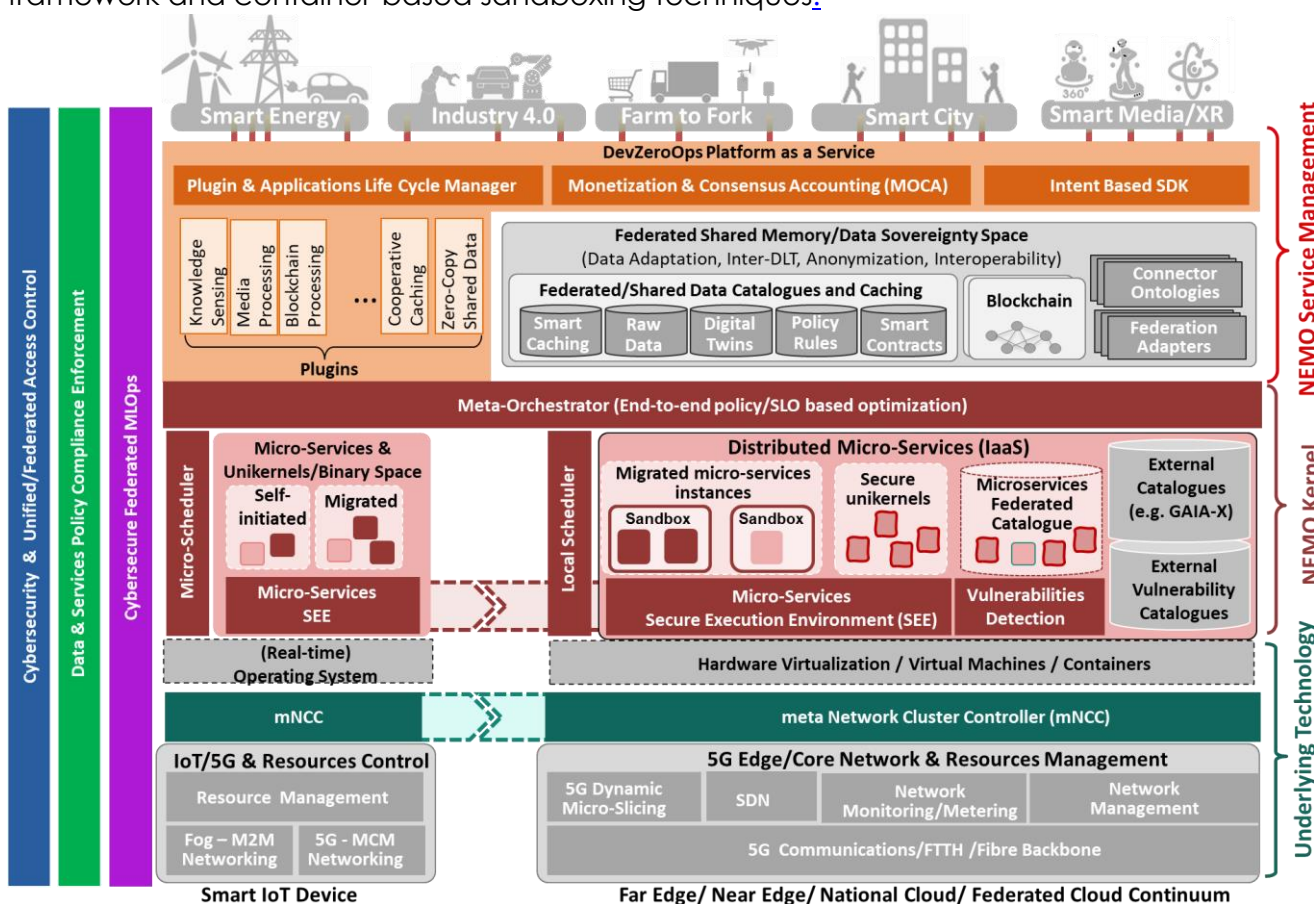 framework and container-based sandboxing techniques.
360°
Smart Energy
Industry 4.0
Farm to Fork
Smart City
Smart Media/XR
Cybersecurity & Unified/Federated Access Control
Data & Services Policy Compliance Enforcement
Cybersecure Federated MLOps
DevZeroOps Platform as a Service
Plugin & Applications Life Cycle Manager
Monetization & Consensus Accounting (MOCA)
Intent Based SDK
Knowledge
Sensing
Media
Processing
Blockchain
Processing
...
Cooperative
Caching
Zero-Copy
Shared Data
Plugins
Federated Shared Memory/Data Sovereignty Space
(Data Adaptation, Inter-DLT, Anonymization, Interoperability)
Federated/Shared Data Catalogues and Caching
Smart
Caching
Raw
Data
Digital
Twins
Policy
Rules
Smart
Contracts
Blockchain
Connector
Ontologies
Federation
Adapters
NEMO Service Management
Meta-Orchestrator (End-to-end policy/SLO based optimization)
Micro-Scheduler
Micro-Services &
Unikernels/Binary Space
Self-
initiated
Migrated
Micro-Services
SEE
Local Scheduler
Distributed Micro-Services (IaaS)
Migrated micro-services
instances
Sandbox
Sandbox
Secure
unikernels
Microservices
Federated
Catalogue
External
Catalogues
(e.g. GAIA-X)
External
Vulnerability
Catalogues
Micro-Services
Secure Execution Environment (SEE)
Vulnerabilities
Detection
NEMO Kernel
(Real-time)
Operating System
Hardware Virtualization / Virtual Machines / Containers
mNCC
meta Network Cluster Controller (mNCC)
IoT/5G & Resources Control
Resource Management
Fog – M2M
Networking
5G - MCM
Networking
5G Edge/Core Network & Resources Management
5G Dynamic
Micro-Slicing
SDN
Network
Monitoring/Metering
Network
Management
5G Communications/FTTH /Fibre Backbone
Underlying Technology
Smart IoT Device
Far Edge/ Near Edge/ National Cloud/ Federated Cloud Continuum